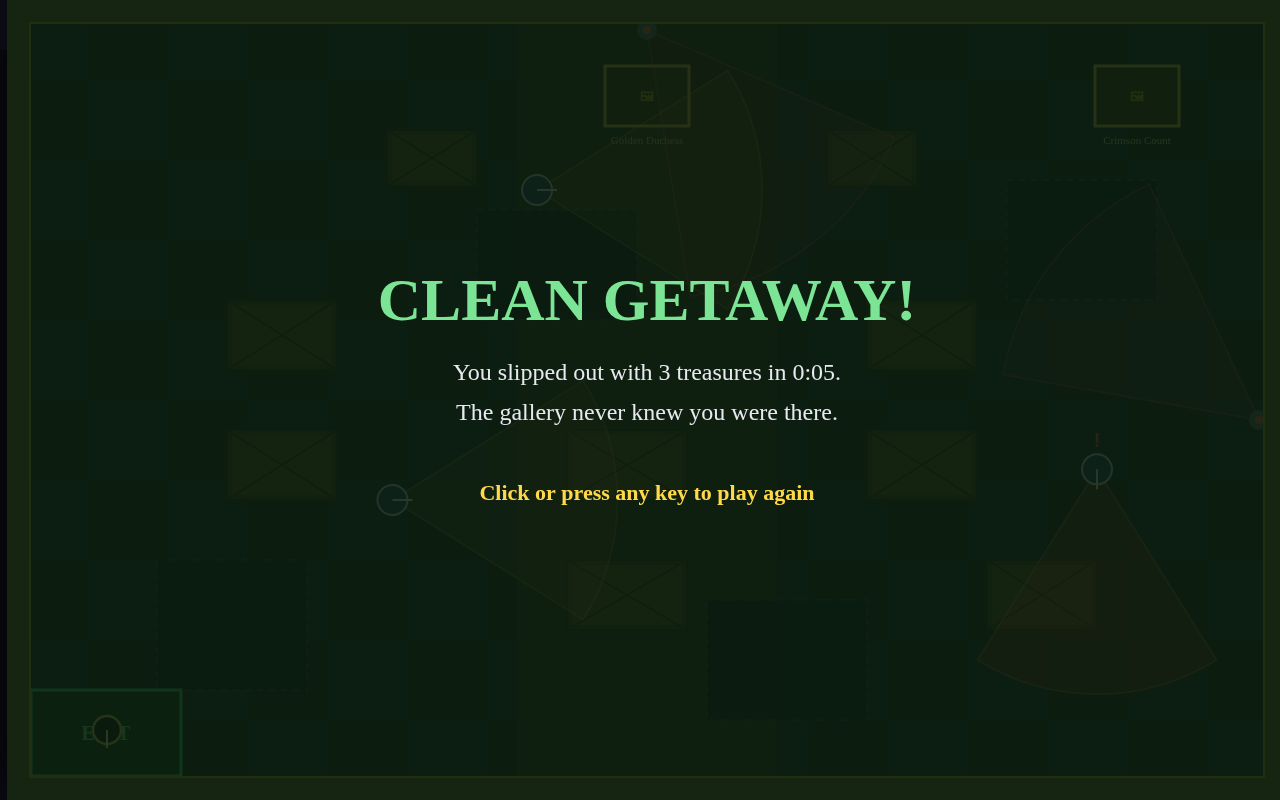 Golden Duchess
Crimson Count
CLEAN GETAWAY!
You slipped out with 3 treasures in 0:05.
The gallery never knew you were there.
!
Click or press any key to play again